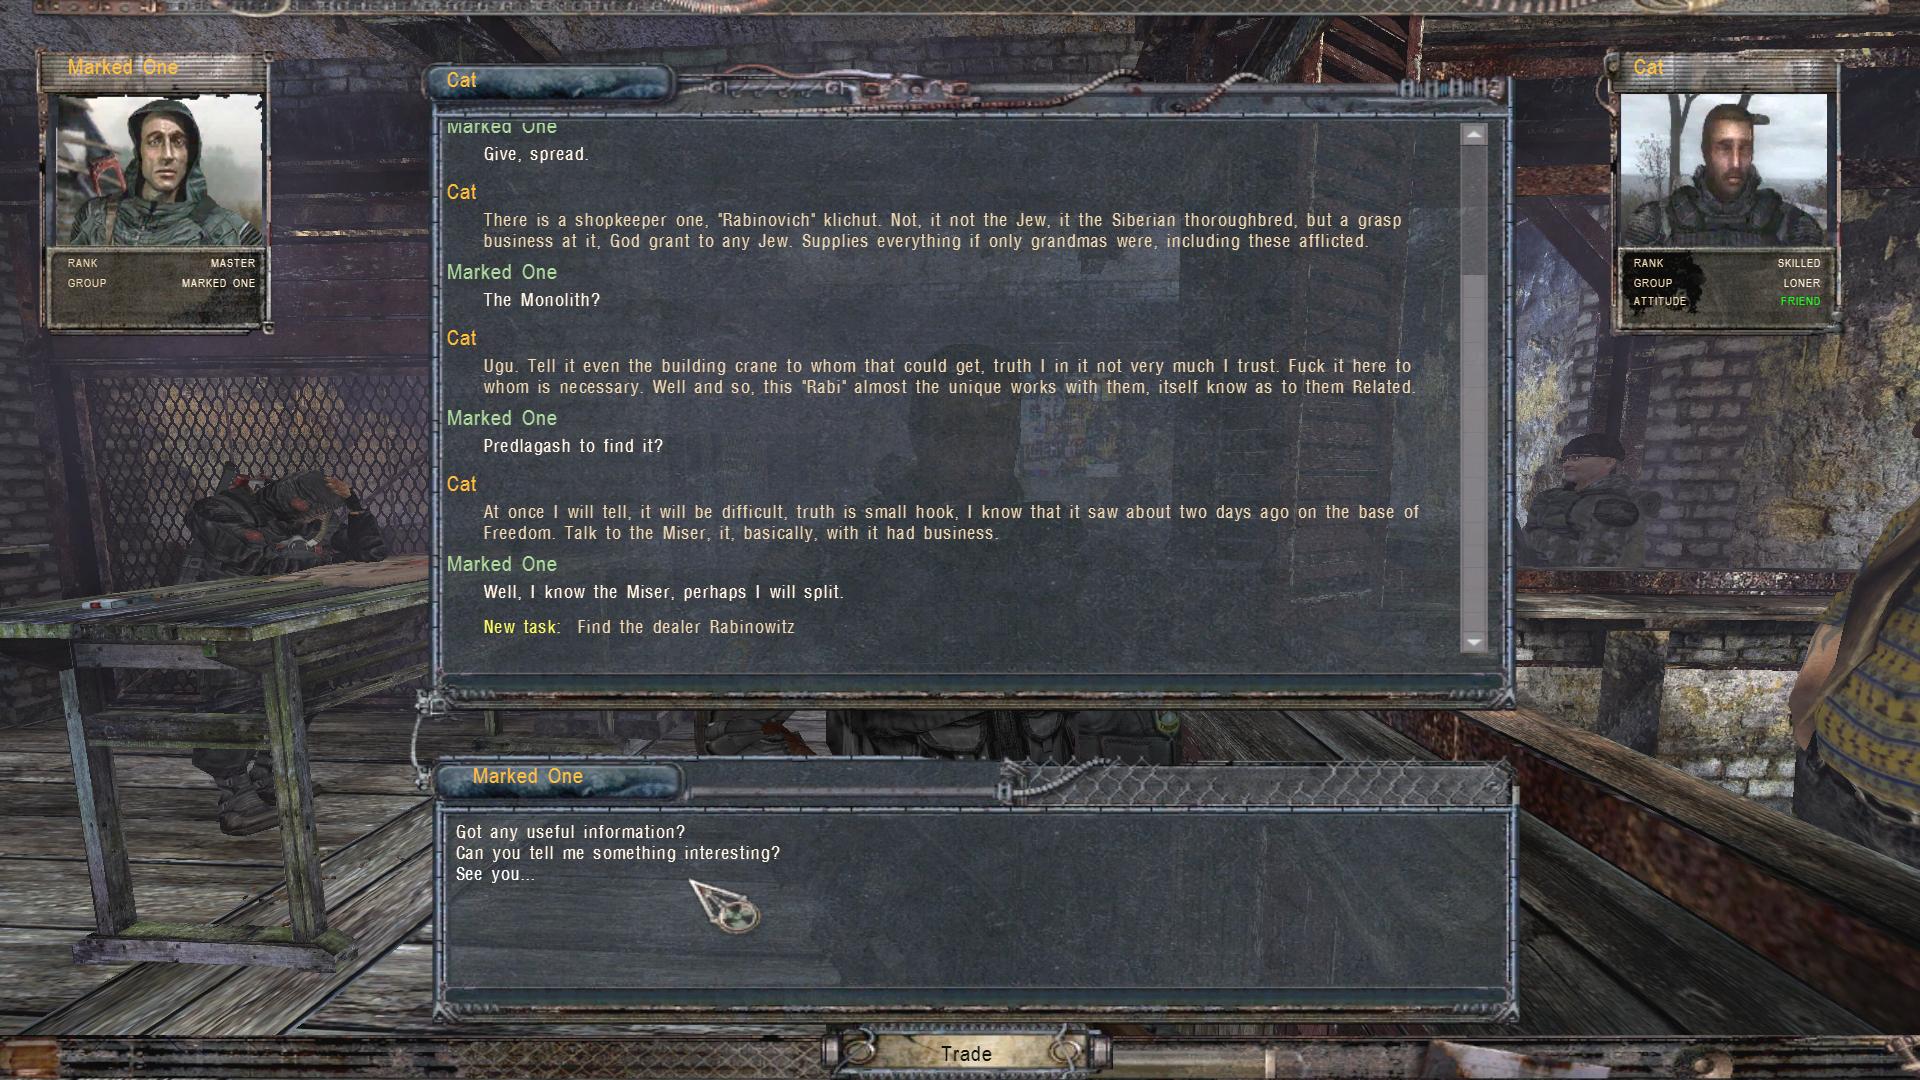 Marked One
Cat
Cat
Marked One
Give, spread.
Cat
There is a shopkeeper one, "Rabinovich" klichut. Not, it not the Jew, it the Siberian thoroughbred, but a grasp
business at it, God grant to any Jew. Supplies everything if only grandmas were, including these afflicted.
Marked One
The Monolith?
Cat
Ugu. Tell it even the building crane to whom that could get, truth I in it not very much I trust. Fuck it here to
whom is necessary. Well and so, this "Rabi" almost the unique works with them, itself know as to them Related.
Marked One
Predlagash to find it?
Cat
At once I will tell, it will be difficult, truth is small hook, I know that it saw about two days ago on the base of
Freedom. Talk to the Miser, it, basically, with it had business.
Marked One
Well, I know the Miser, perhaps I will split.
New task: Find the dealer Rabinowitz
RANK MASTER
GROUP MARKED ONE
RANK SKILLED
GROUP LONER
ATTITUDE FRIEND
Marked One
Got any useful information?
Can you tell me something interesting?
See you...
Trade